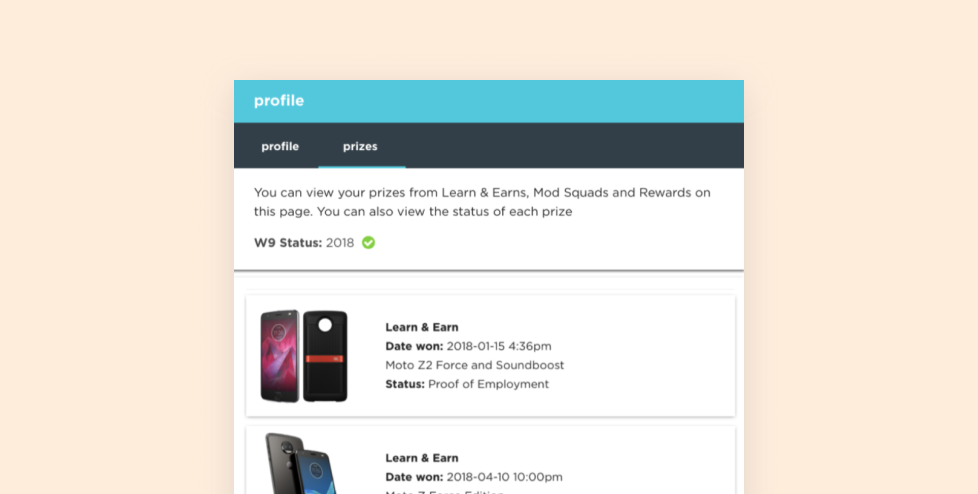 profile
profile prizes
You can view your prizes from Learn & Earns, Mod Squads and Rewards on
this page. You can also view the status of each prize
W9 Status: 2018
Learn & Earn
Date won: 2018-01-15 4:36pm
Moto Z2 Force and Soundboost
Status: Proof of Employment
Learn & Earn
Date won: 2018-04-10 10:00pm
Moto Z Force Edition